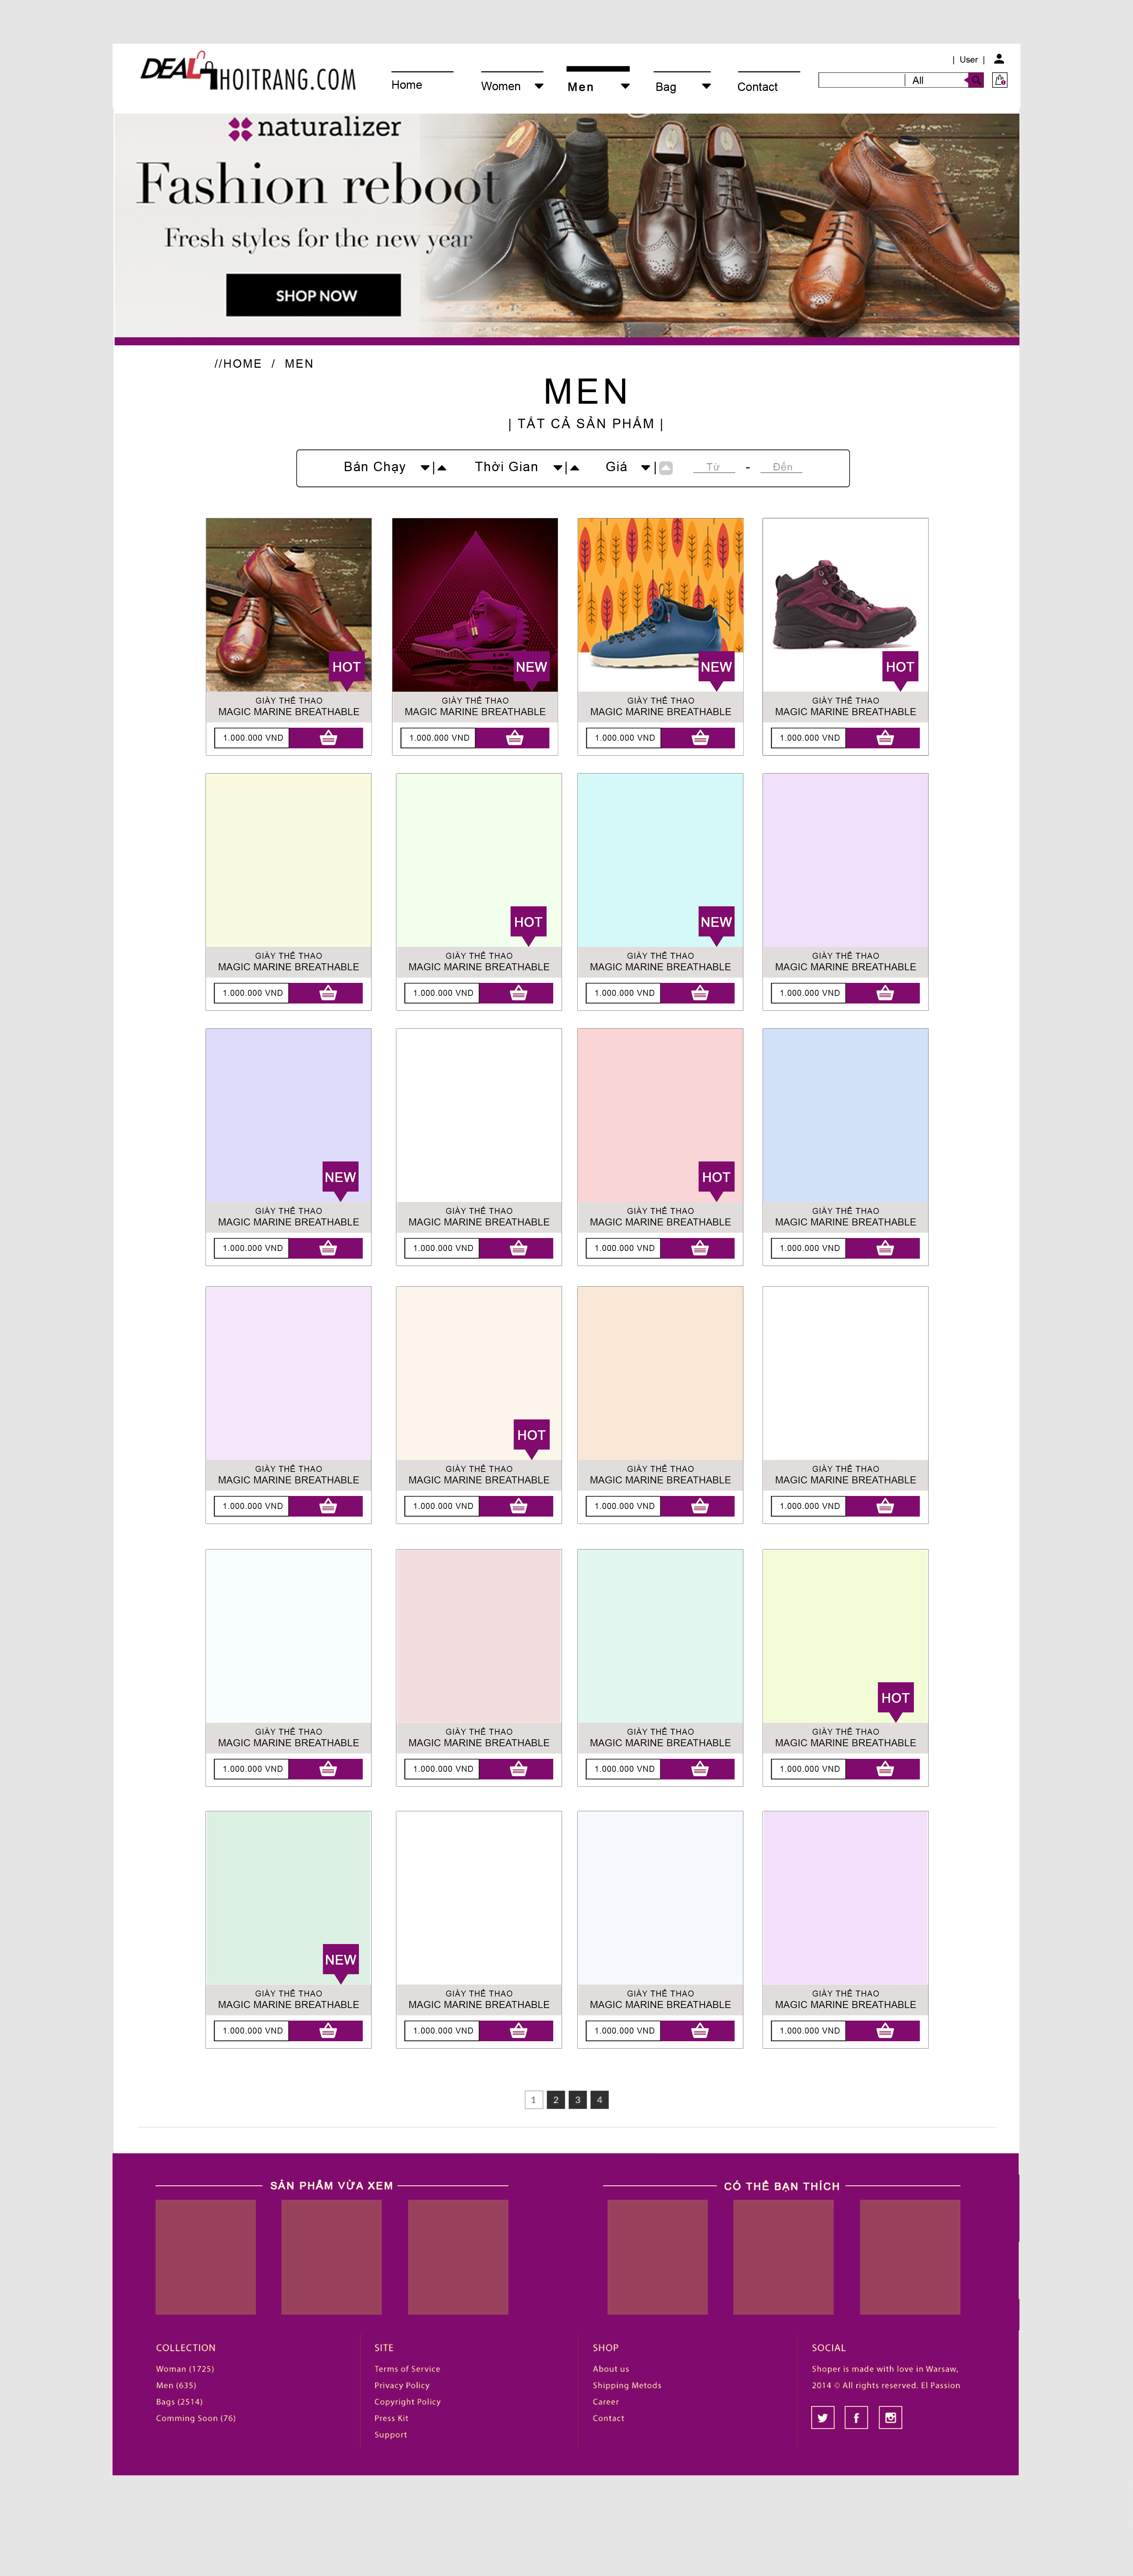 DEALTHOITRANG.COM
Home
Women
Men
Bag
Contact
| User |
All
naturalizer
Fashion reboot
Fresh styles for the new year
SHOP NOW
//HOME / MEN
MEN
| TẤT CẢ SẢN PHẨM |
Bán Chạy | Thời Gian | Giá | Từ - Đến
HOT NEW NEW HOT
GIÀY THỂ THAO GIÀY THỂ THAO GIÀY THỂ THAO GIÀY THỂ THAO
MAGIC MARINE BREATHABLE MAGIC MARINE BREATHABLE MAGIC MARINE BREATHABLE MAGIC MARINE BREATHABLE
1.000.000 VND 1.000.000 VND 1.000.000 VND 1.000.000 VND
HOT NEW
GIÀY THỂ THAO GIÀY THỂ THAO GIÀY THỂ THAO GIÀY THỂ THAO
MAGIC MARINE BREATHABLE MAGIC MARINE BREATHABLE MAGIC MARINE BREATHABLE MAGIC MARINE BREATHABLE
1.000.000 VND 1.000.000 VND 1.000.000 VND 1.000.000 VND
NEW HOT
GIÀY THỂ THAO GIÀY THỂ THAO GIÀY THỂ THAO GIÀY THỂ THAO
MAGIC MARINE BREATHABLE MAGIC MARINE BREATHABLE MAGIC MARINE BREATHABLE MAGIC MARINE BREATHABLE
1.000.000 VND 1.000.000 VND 1.000.000 VND 1.000.000 VND
HOT
GIÀY THỂ THAO GIÀY THỂ THAO GIÀY THỂ THAO GIÀY THỂ THAO
MAGIC MARINE BREATHABLE MAGIC MARINE BREATHABLE MAGIC MARINE BREATHABLE MAGIC MARINE BREATHABLE
1.000.000 VND 1.000.000 VND 1.000.000 VND 1.000.000 VND
HOT
GIÀY THỂ THAO GIÀY THỂ THAO GIÀY THỂ THAO GIÀY THỂ THAO
MAGIC MARINE BREATHABLE MAGIC MARINE BREATHABLE MAGIC MARINE BREATHABLE MAGIC MARINE BREATHABLE
1.000.000 VND 1.000.000 VND 1.000.000 VND 1.000.000 VND
NEW
GIÀY THỂ THAO GIÀY THỂ THAO GIÀY THỂ THAO GIÀY THỂ THAO
MAGIC MARINE BREATHABLE MAGIC MARINE BREATHABLE MAGIC MARINE BREATHABLE MAGIC MARINE BREATHABLE
1.000.000 VND 1.000.000 VND 1.000.000 VND 1.000.000 VND
1 2 3 4
SẢN PHẨM VỪA XEM
CÓ THỂ BẠN THÍCH
COLLECTION
Woman (1725)
Men (635)
Bags (2514)
Comming Soon (76)
SITE
Terms of Service
Privacy Policy
Copyright Policy
Press Kit
Support
SHOP
About us
Shipping Metods
Career
Contact
SOCIAL
Shoper is made with love in Warsaw,
2014 © All rights reserved. El Passion